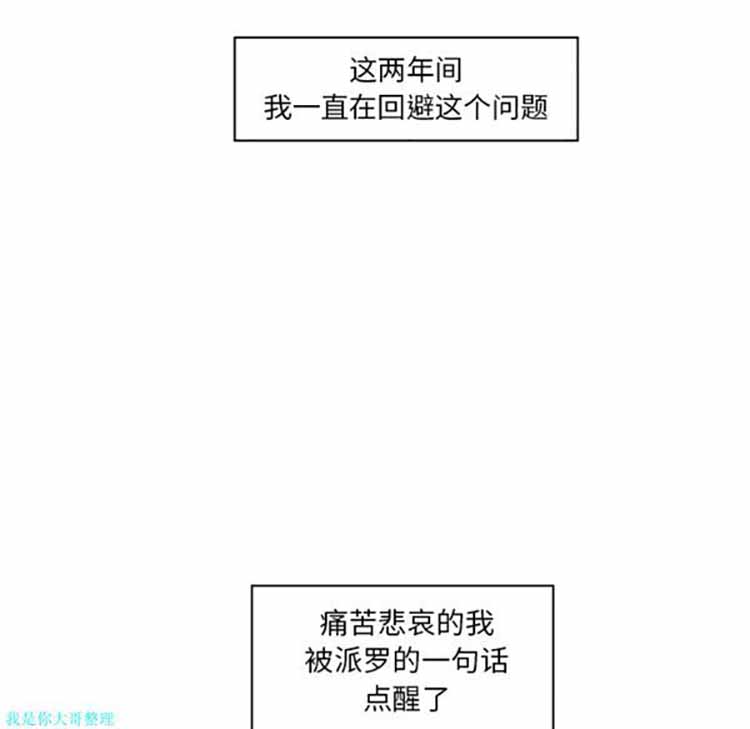 这两年间
我一直在回避这个问题
痛苦悲哀的我
被派罗的一句话
点醒了
我是你大哥整理